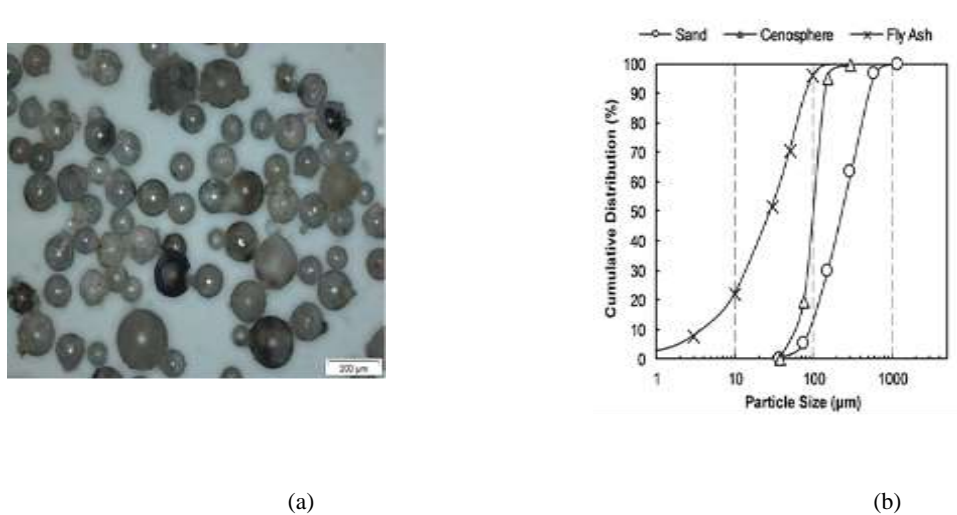 Sand Cenosphere Fly Ash
100
90
80
70
60
50
40
30
20
10
0
Cumulative Distribution (%)
1 10 100 1000
Particle Size (µm)
200 µm
(a) (b)